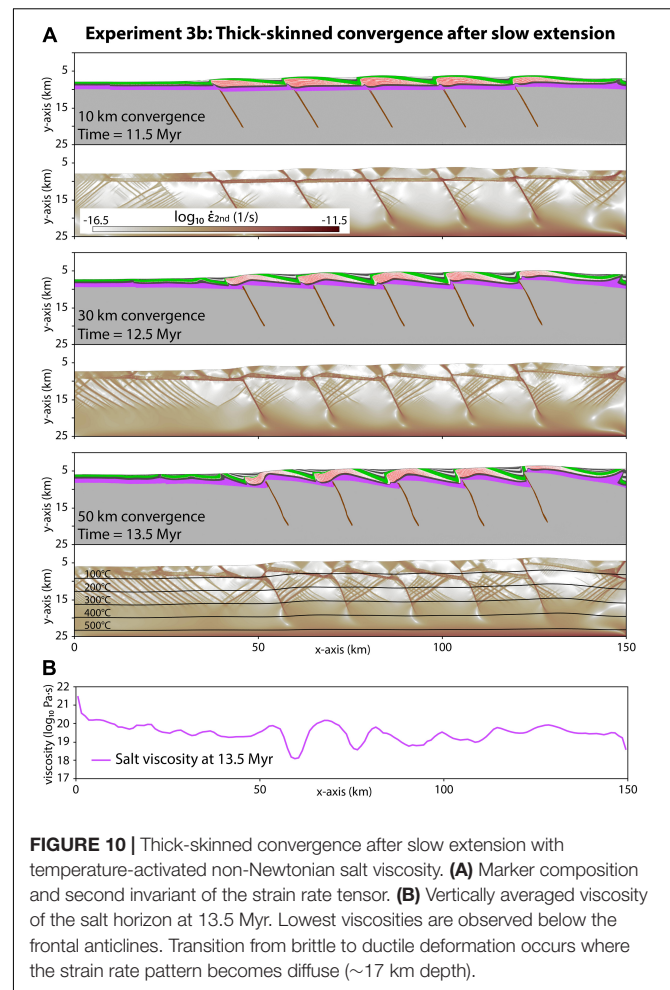 A Experiment 3b: Thick-skinned convergence after slow extension
5
y-axis (km)
15
10 km convergence
Time = 11.5 Myr
25
5
y-axis (km)
15
log₁₀ ε̇2nd (1/s)
-16.5 -11.5
25
5
y-axis (km)
15
30 km convergence
Time = 12.5 Myr
25
5
y-axis (km)
15
25
5
y-axis (km)
15
50 km convergence
Time = 13.5 Myr
25
5
y-axis (km)
100°C
200°C
15
300°C
400°C
500°C
25
0 50 100 150
x-axis (km)
B
viscosity (log₁₀ Pa·s)
22
21
20
19
18
17
Salt viscosity at 13.5 Myr
0 50 100 150
x-axis (km)
FIGURE 10 | Thick-skinned convergence after slow extension with
temperature-activated non-Newtonian salt viscosity. (A) Marker composition
and second invariant of the strain rate tensor. (B) Vertically averaged viscosity
of the salt horizon at 13.5 Myr. Lowest viscosities are observed below the
frontal anticlines. Transition from brittle to ductile deformation occurs where
the strain rate pattern becomes diffuse (∼17 km depth).